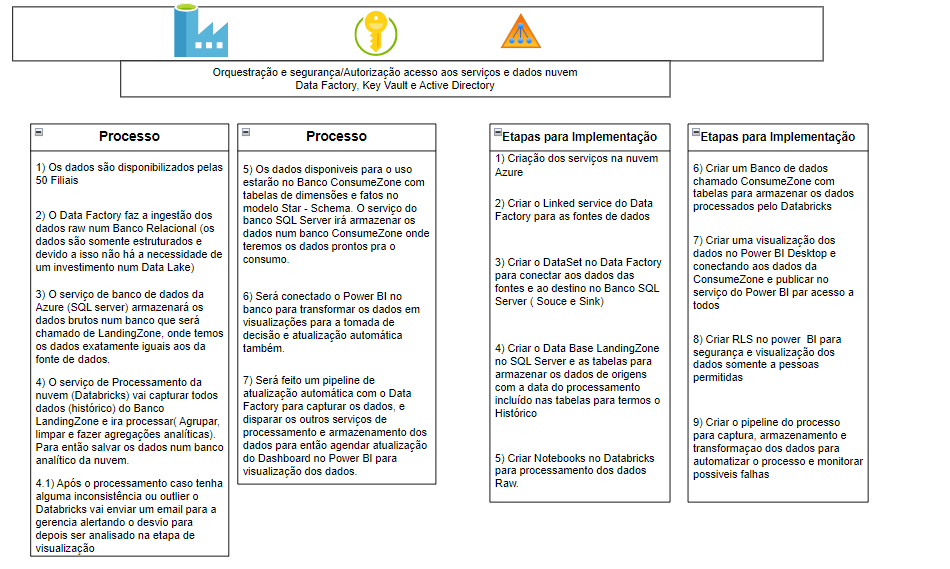 Orquestração e segurança/Autorização acesso aos serviços e dados nuvem
Data Factory, Key Vault e Active Directory
Processo
1) Os dados são disponibilizados pelas
50 Filiais
2) O Data Factory faz a ingestão dos
dados raw num Banco Relacional (os
dados são somente estruturados e
devido a isso não há a necessidade de
um investimento num Data Lake)
3) O serviço de banco de dados da
Azure (SQL server) armazenará os
dados brutos num banco que será
chamado de LandingZone, onde temos
os dados exatamente iguais aos da
fonte de dados.
4) O serviço de Processamento da
nuvem (Databricks) vai capturar todos
dados (histórico) do Banco
LandingZone e ira processar( Agrupar,
limpar e fazer agregações analíticas).
Para então salvar os dados num banco
analítico da nuvem.
4.1) Após o processamento caso tenha
alguma inconsistência ou outlier o
Databricks vai enviar um email para a
gerencia alertando o desvio para
depois ser analisado na etapa de
visualização
Processo
5) Os dados disponiveis para o uso
estarão no Banco ConsumeZone com
tabelas de dimensões e fatos no
modelo Star - Schema. O serviço do
banco SQL Server irá armazenar os
dados num banco ConsumeZone onde
teremos os dados prontos pra o
consumo.
6) Será conectado o Power BI no
banco para transformar os dados em
visualizações para a tomada de
decisão e atualização automática
também.
7) Será feito um pipeline de
atualização automática com o Data
Factory para capturar os dados, e
disparar os outros serviços de
processamento e armazenamento dos
dados para então agendar atualização
do Dashboard no Power BI para
visualização dos dados.
Etapas para Implementação
1) Criação dos serviços na nuvem
Azure
2) Criar o Linked service do Data
Factory para as fontes de dados
3) Criar o DataSet no Data Factory
para conectar aos dados das
fontes e ao destino no Banco SQL
Server ( Souce e Sink)
4) Criar o Data Base LandingZone
no SQL Server e as tabelas para
armazenar os dados de origens
com a data do processamento
incluído nas tabelas para termos o
Histórico
5) Criar Notebooks no Databricks
para processamento dos dados
Raw.
Etapas para Implementação
6) Criar um Banco de dados
chamado ConsumeZone com
tabelas para armazenar os dados
processados pelo Databricks
7) Criar uma visualização dos
dados no Power BI Desktop e
conectando aos dados da
ConsumeZone e publicar no
serviço do Power BI par acesso a
todos
8) Criar RLS no power BI para
segurança e visualização dos
dados somente a pessoas
permitidas
9) Criar o pipeline do processo
para captura, armazenamento e
transformaçao dos dados para
automatizar o processo e monitorar
possiveis falhas